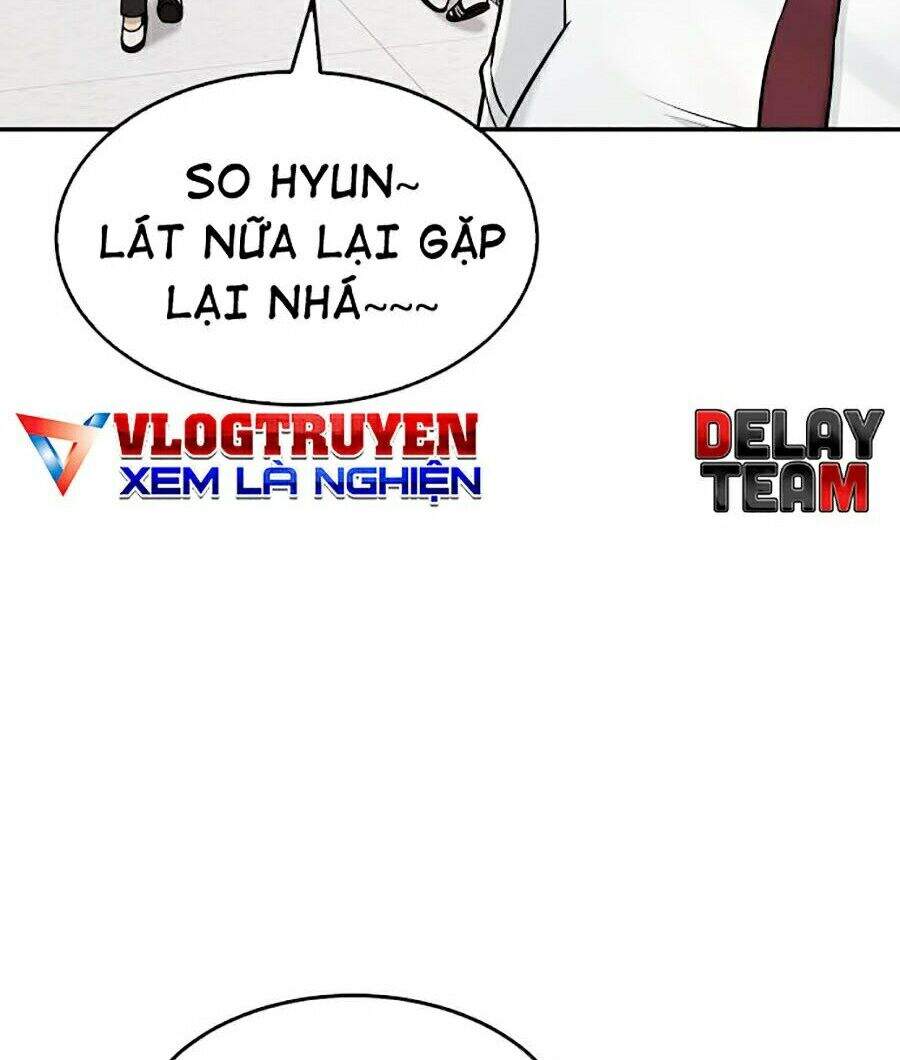 SO HYUN~
LÁT NỮA LẠI GẶP
LẠI NHÁ~~~
VLOGTRUYEN
XEM LÀ NGHIỆN
DELAY
TEAM